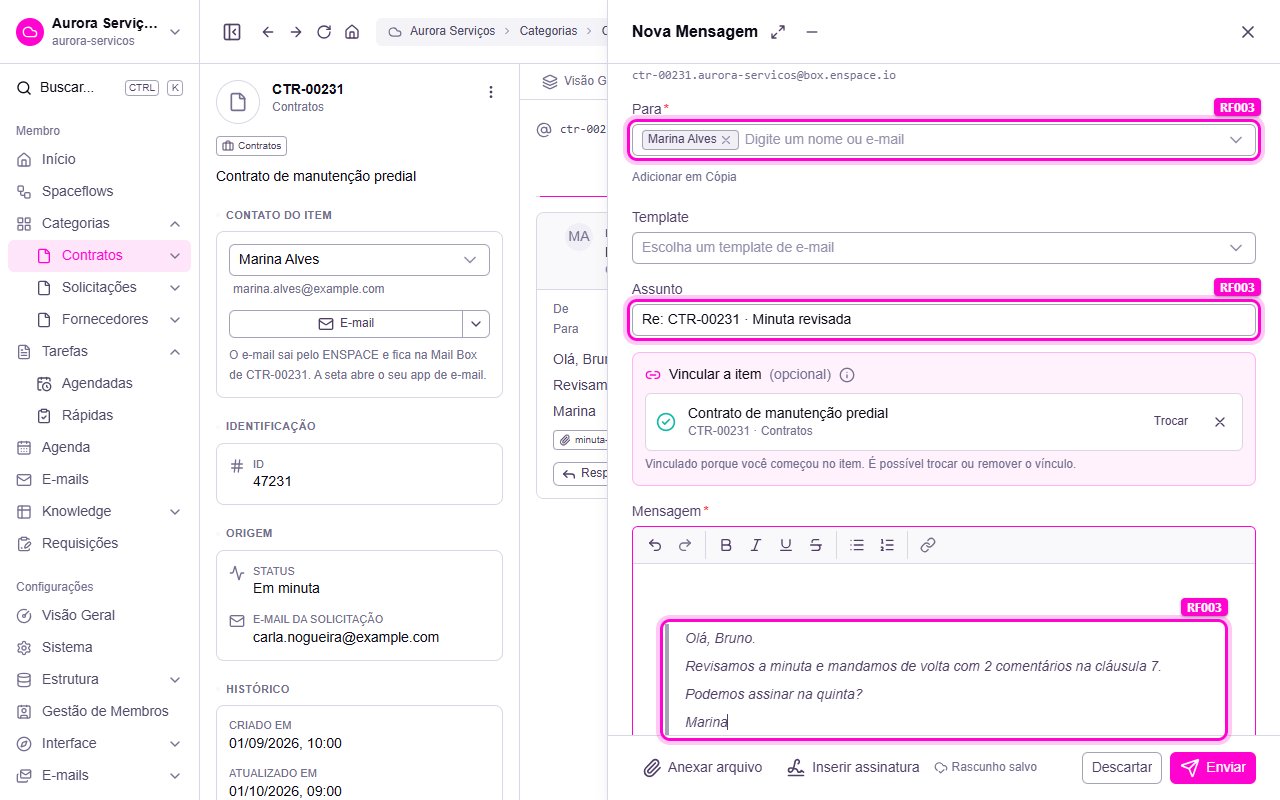 Aurora Serviç...
aurora-servicos
Buscar...
CTRL
K
Membro
Início
Spaceflows
Categorias
Contratos
Solicitações
Fornecedores
Tarefas
Agendadas
Rápidas
Agenda
E-mails
Knowledge
Requisições
Configurações
Visão Geral
Sistema
Estrutura
Gestão de Membros
Interface
E-mails
Aurora Serviços
Categorias
CTR-00231
Contratos
Contratos
Contrato de manutenção predial
CONTATO DO ITEM
Marina Alves
marina.alves@example.com
E-mail
O e-mail sai pelo ENSPACE e fica na Mail Box
de CTR-00231. A seta abre o seu app de e-mail.
IDENTIFICAÇÃO
ID
47231
ORIGEM
STATUS
Em minuta
E-MAIL DA SOLICITAÇÃO
carla.nogueira@example.com
HISTÓRICO
CRIADO EM
01/09/2026, 10:00
ATUALIZADO EM
01/10/2026, 09:00
Visão G
ctr-002
MA
De
Para
Olá, Bru
Revisam
Marina
minuta-
Resp
Nova Mensagem
ctr-00231.aurora-servicos@box.enspace.io
Para*
RF003
Marina Alves
Digite um nome ou e-mail
Adicionar em Cópia
Template
Escolha um template de e-mail
Assunto
RF003
Re: CTR-00231 · Minuta revisada
Vincular a item (opcional)
Contrato de manutenção predial
CTR-00231 · Contratos
Trocar
Vinculado porque você começou no item. É possível trocar ou remover o vínculo.
Mensagem*
RF003
Olá, Bruno.
Revisamos a minuta e mandamos de volta com 2 comentários na cláusula 7.
Podemos assinar na quinta?
Marina
Anexar arquivo
Inserir assinatura
Rascunho salvo
Descartar
Enviar